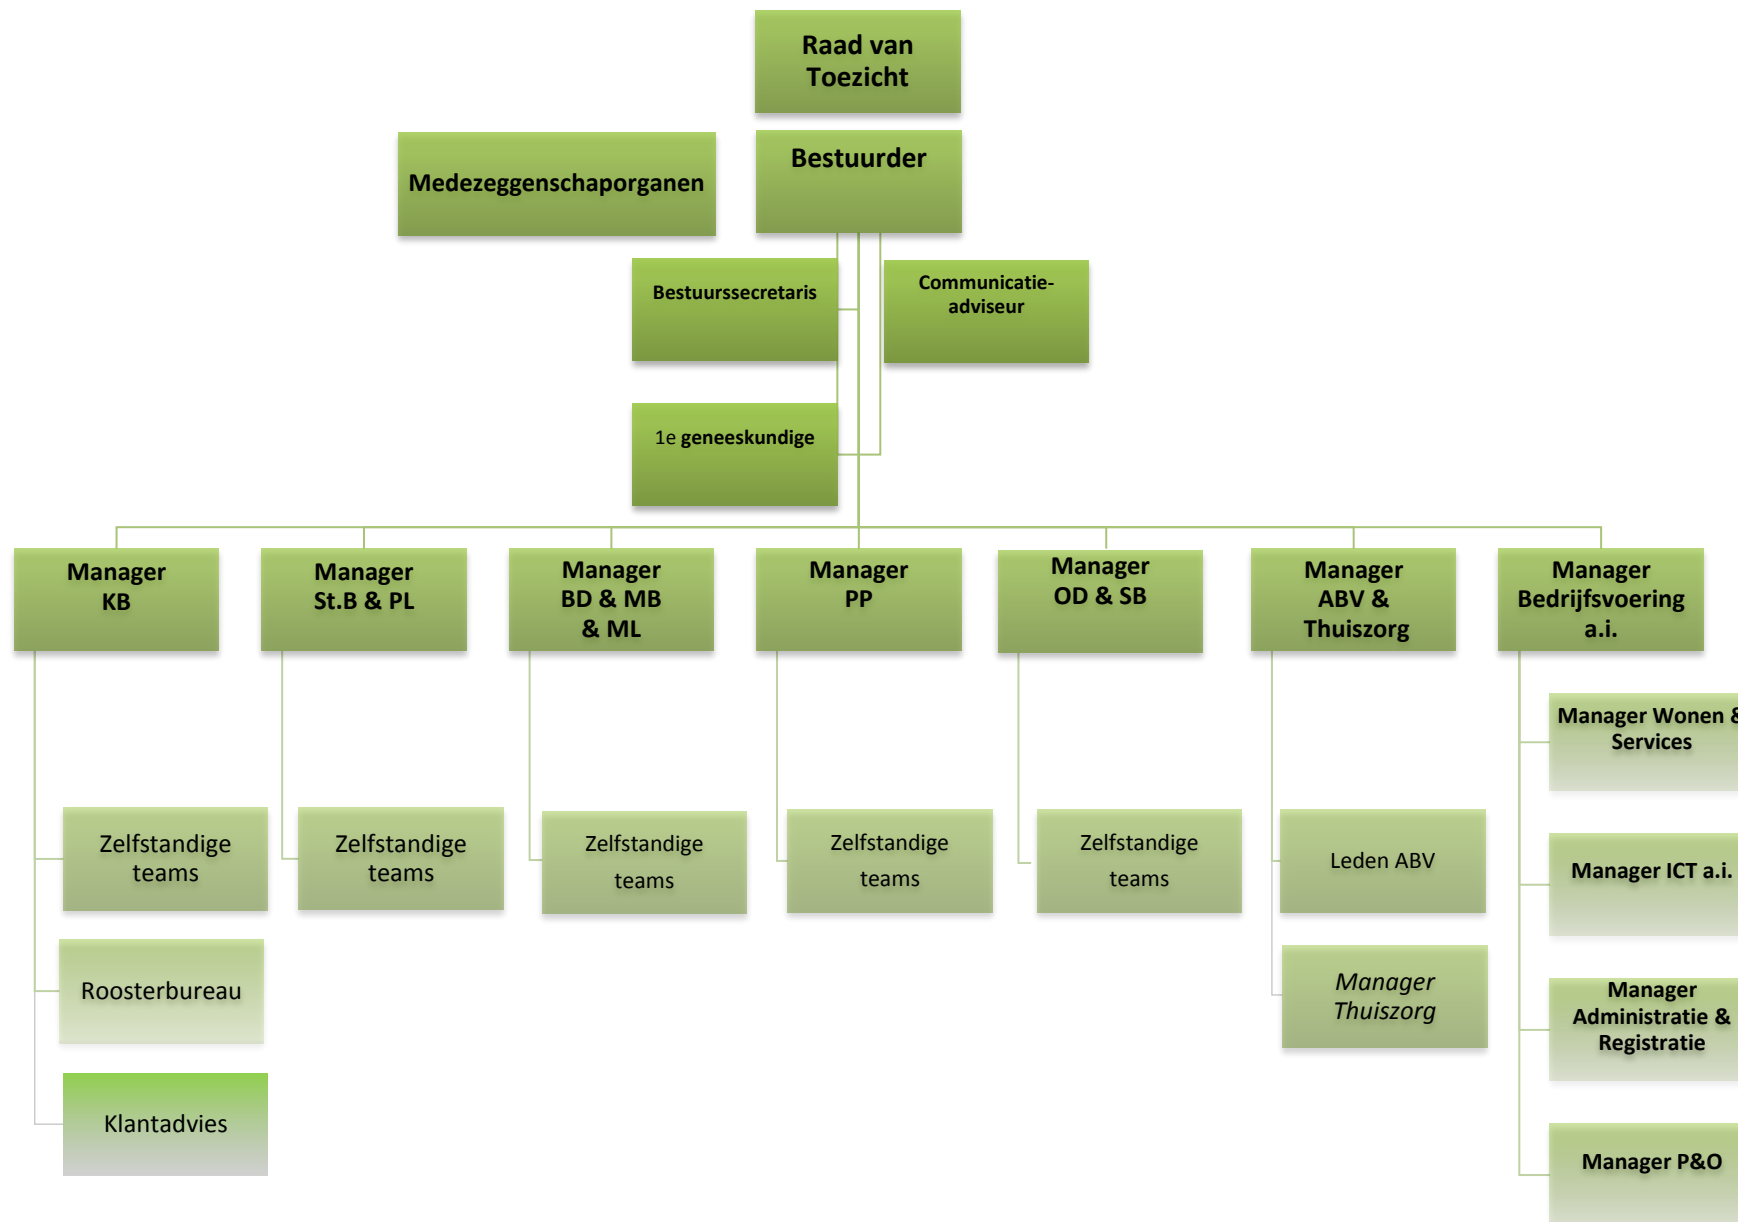 Raad van
Toezicht
Medezeggenschaporganen
Bestuurder
Bestuurssecretaris
Communicatie-
adviseur
1e geneeskundige
Manager
KB
Manager
St.B & PL
Manager
BD & MB
& ML
Manager
PP
Manager
OD & SB
Manager
ABV &
Thuiszorg
Manager
Bedrijfsvoering
a.i.
Manager Wonen &
Services
Zelfstandige
teams
Zelfstandige
teams
Zelfstandige
teams
Zelfstandige
teams
Zelfstandige
teams
Leden ABV
Manager ICT a.i.
Roosterbureau
Manager
Thuiszorg
Manager
Administratie &
Registratie
Klantadvies
Manager P&O